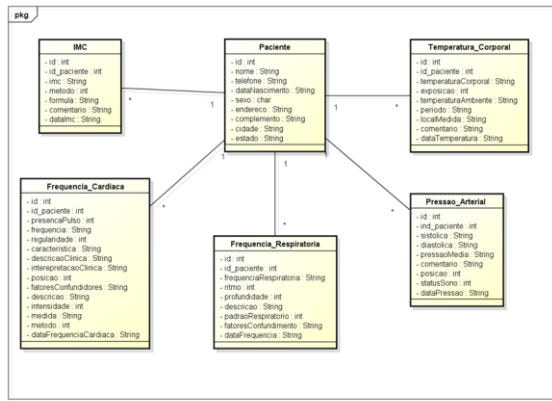 pkg
IMC
- id : int
- id_paciente : int
- imc : String
- metodo : int
- formula : String
- comentario : String
- dataImc : String
Paciente
- id : int
- nome : String
- telefone : String
- dataNascimento : String
- sexo : char
- endereco : String
- complemento : String
- cidade : String
- estado : String
Temperatura_Corporal
- id : int
- id_paciente : int
- temperaturaCorporal : String
- exposicao : int
- temperaturaAmbiente : String
- periodo : String
- localMedida : String
- comentario : String
- dataTemperatura : String
*
1
1
*
1
1
1
*
*
*
Frequencia_Cardiaca
- id : int
- id_paciente : int
- presencaPulso : int
- frequencia : String
- regularidade : int
- caracteristica : String
- descricaoClinica : String
- interepretacaoClinica : String
- posicao : int
- fatoresConfundidores : String
- descricao : String
- intensidade : int
- medida : String
- metodo : int
- dataFrequenciaCardiaca : String
Frequencia_Respiratoria
- id : int
- id_paciente : int
- frequenciaRespiratoria : String
- ritmo : int
- profundidade : int
- descricao : String
- padraoRespiratorio : int
- fatoresConfundimento : String
- dataFrequencia : String
Pressao_Arterial
- id : int
- ind_paciente : int
- sistolica : String
- diastolica : String
- pressaoMedia : String
- comentario : String
- posicao : int
- statusSono : int
- dataPressao : String